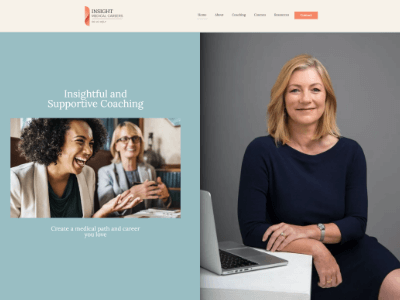 INSIGHT
MEDICAL CAREERS
Home
About
Coaching
Courses
Resources
Contact
Insightful and
Supportive Coaching
Create a medical path and career
you love